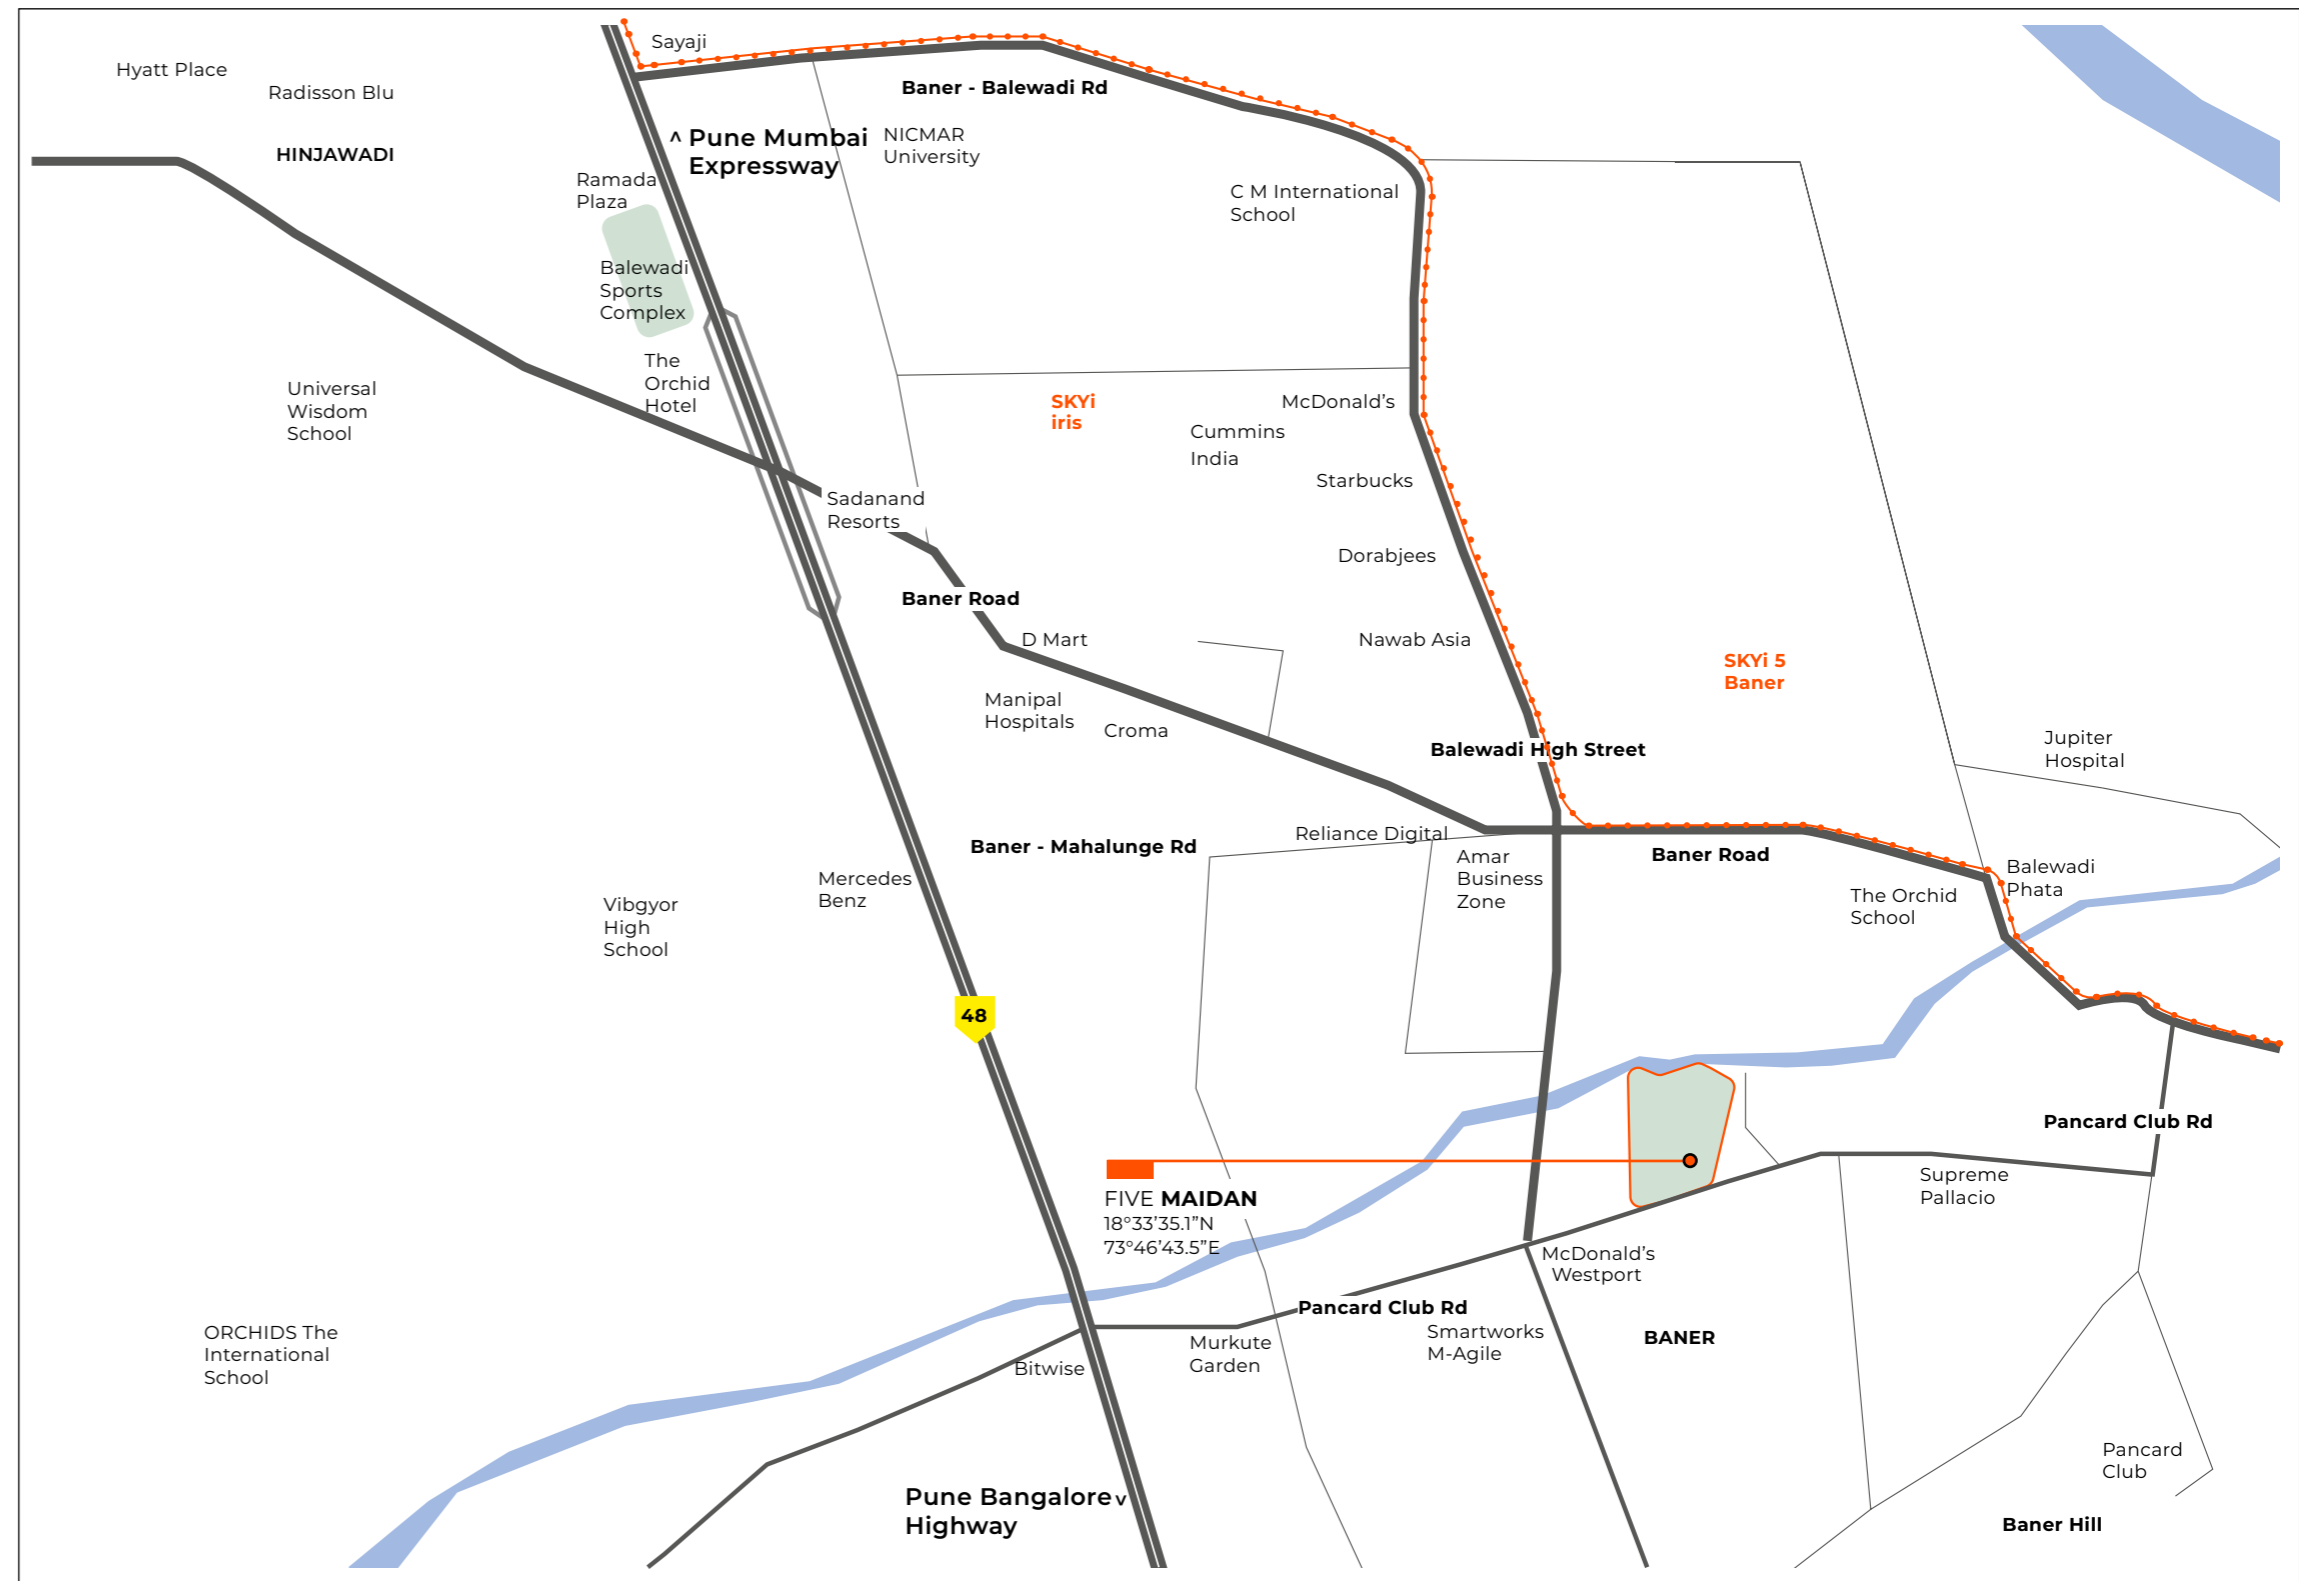 Sayaji
Hyatt Place
Radisson Blu
Baner - Balewadi Rd
HINJAWADI
^ Pune Mumbai
Expressway
NICMAR
University
Ramada
Plaza
C M International
School
Balewadi
Sports
Complex
The
Orchid
Hotel
Universal
Wisdom
School
SKYi
iris
McDonald’s
Cummins
India
Starbucks
Sadanand
Resorts
Dorabjees
Baner Road
D Mart
Nawab Asia
SKYi 5
Baner
Manipal
Hospitals
Croma
Balewadi High Street
Jupiter
Hospital
Reliance Digital
Baner - Mahalunge Rd
Amar
Business
Zone
Baner Road
Balewadi
Phata
The Orchid
School
Mercedes
Benz
Vibgyor
High
School
48
Pancard Club Rd
FIVE MAIDAN
18°33’35.1”N
73°46’43.5”E
Supreme
Pallacio
McDonald’s
Westport
Pancard Club Rd
ORCHIDS The
International
School
Murkute
Garden
Smartworks
M-Agile
BANER
Bitwise
Pancard
Club
Pune Bangalore v
Highway
Baner Hill